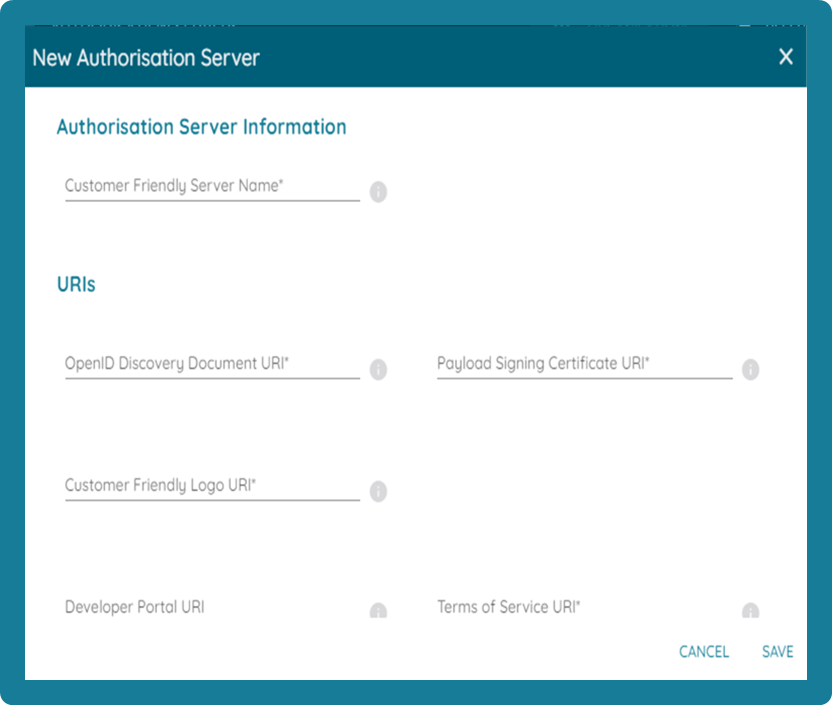 New Authorisation Server X
Authorisation Server Information
Customer Friendly Server Name*
URIs
OpenID Discovery Document URI* Payload Signing Certificate URI*
Customer Friendly Logo URI*
Developer Portal URI Terms of Service URI*
CANCEL SAVE